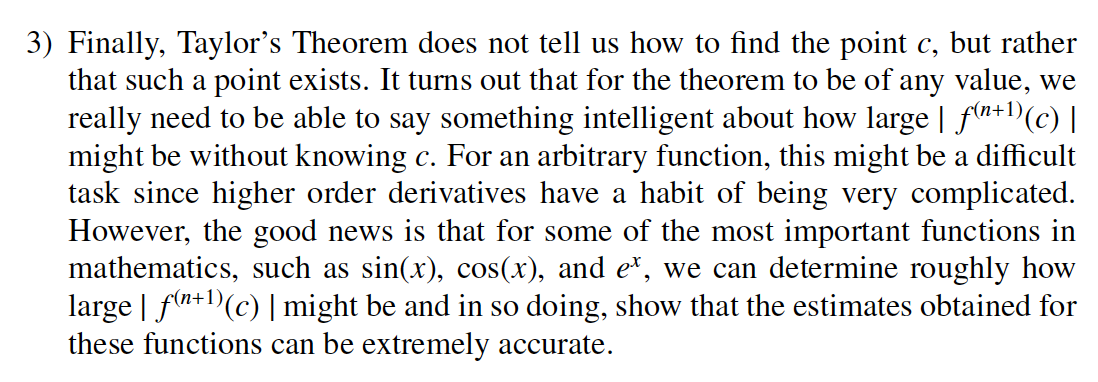 3) Finally, Taylor’s Theorem does not tell us how to find the point c, but rather
that such a point exists. It turns out that for the theorem to be of any value, we
really need to be able to say something intelligent about how large | f⁽ⁿ⁺¹⁾(c) |
might be without knowing c. For an arbitrary function, this might be a difficult
task since higher order derivatives have a habit of being very complicated.
However, the good news is that for some of the most important functions in
mathematics, such as sin(x), cos(x), and eˣ, we can determine roughly how
large | f⁽ⁿ⁺¹⁾(c) | might be and in so doing, show that the estimates obtained for
these functions can be extremely accurate.